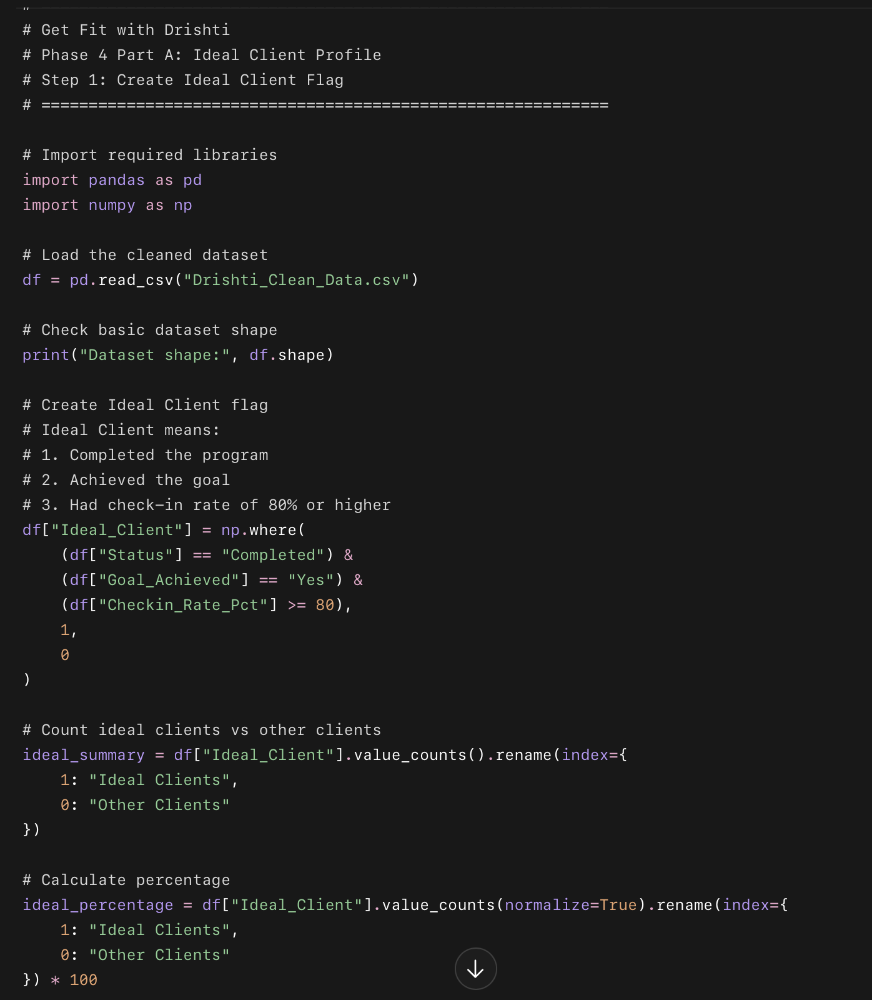 # Get Fit with Drishti
# Phase 4 Part A: Ideal Client Profile
# Step 1: Create Ideal Client Flag
# ============================================================

# Import required libraries
import pandas as pd
import numpy as np

# Load the cleaned dataset
df = pd.read_csv("Drishti_Clean_Data.csv")

# Check basic dataset shape
print("Dataset shape:", df.shape)

# Create Ideal Client flag
# Ideal Client means:
# 1. Completed the program
# 2. Achieved the goal
# 3. Had check-in rate of 80% or higher
df["Ideal_Client"] = np.where(
    (df["Status"] == "Completed") &
    (df["Goal_Achieved"] == "Yes") &
    (df["Checkin_Rate_Pct"] >= 80),
    1,
    0
)

# Count ideal clients vs other clients
ideal_summary = df["Ideal_Client"].value_counts().rename(index={
    1: "Ideal Clients",
    0: "Other Clients"
})

# Calculate percentage
ideal_percentage = df["Ideal_Client"].value_counts(normalize=True).rename(index={
    1: "Ideal Clients",
    0: "Other Clients"
}) * 100